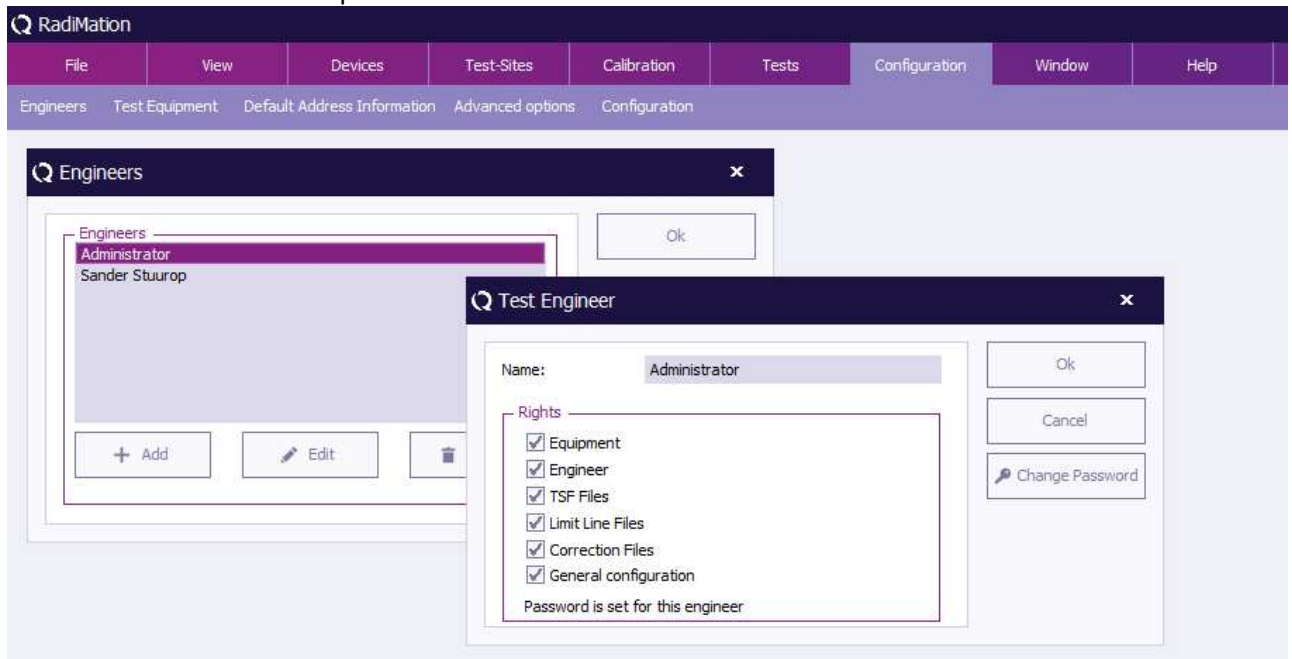 RadiMation
File View Devices Test-Sites Calibration Tests Configuration Window Help
Engineers Test Equipment Default Address Information Advanced options Configuration
Engineers
Engineers
Administrator
Sander Stuurop
Ok
Add Edit
Test Engineer
Name: Administrator
Rights
Equipment
Engineer
TSF Files
Limit Line Files
Correction Files
General configuration
Password is set for this engineer
Ok
Cancel
Change Password